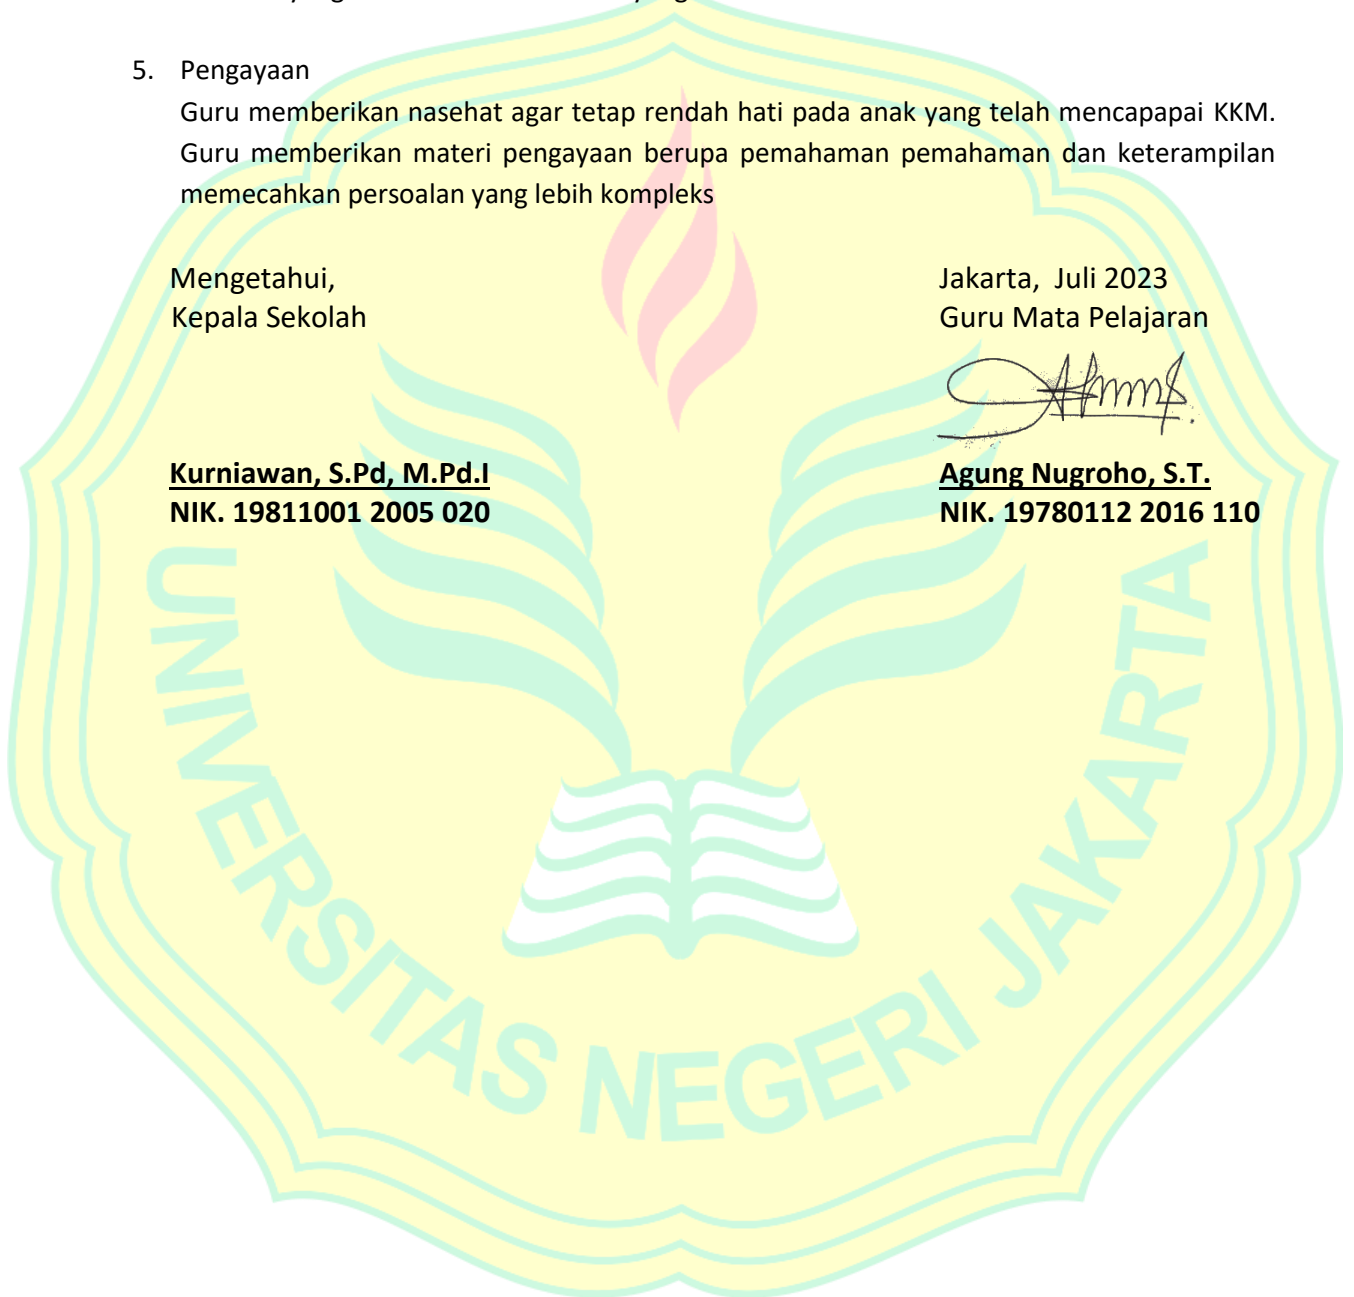 5. Pengayaan
Guru memberikan nasehat agar tetap rendah hati pada anak yang telah mencapapai KKM.
Guru memberikan materi pengayaan berupa pemahaman pemahaman dan keterampilan
memecahkan persoalan yang lebih kompleks
Mengetahui,
Kepala Sekolah
Jakarta, Juli 2023
Guru Mata Pelajaran
Kurniawan, S.Pd, M.Pd.I
NIK. 19811001 2005 020
Agung Nugroho, S.T.
NIK. 19780112 2016 110
UNIVERSITAS NEGERI JAKARTA